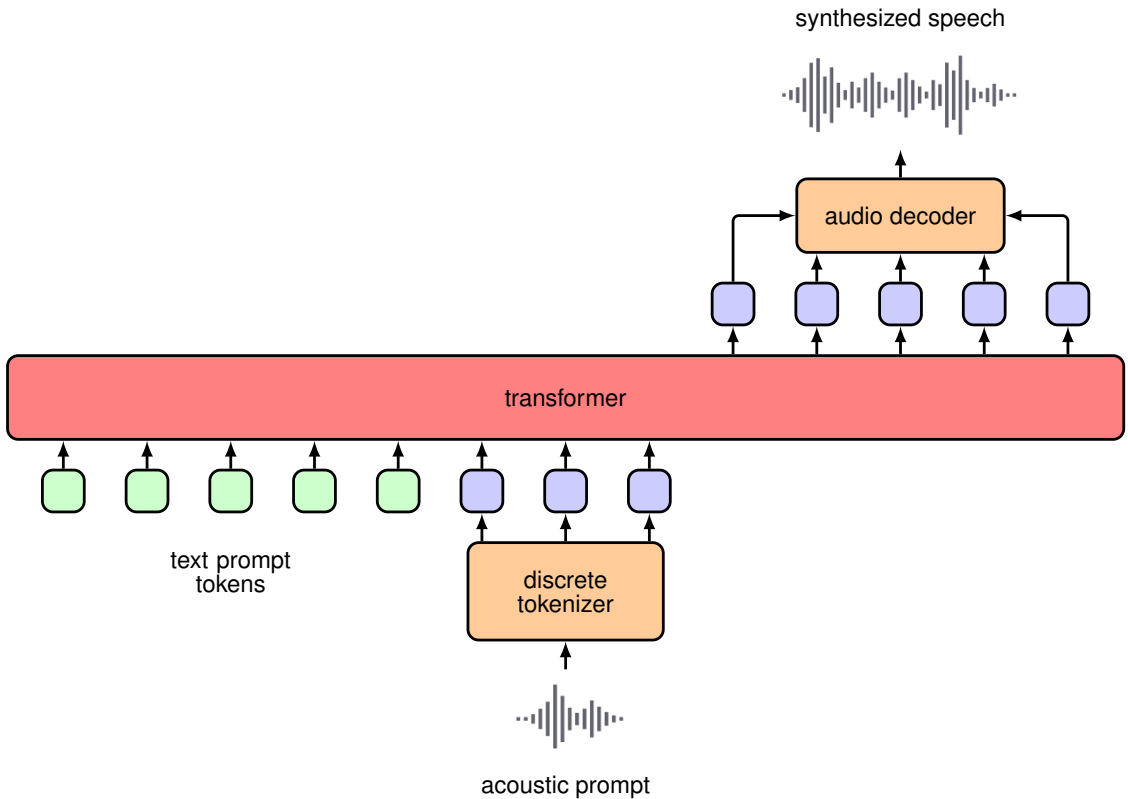 synthesized speech
audio decoder
transformer
text prompt
tokens
discrete
tokenizer
acoustic prompt